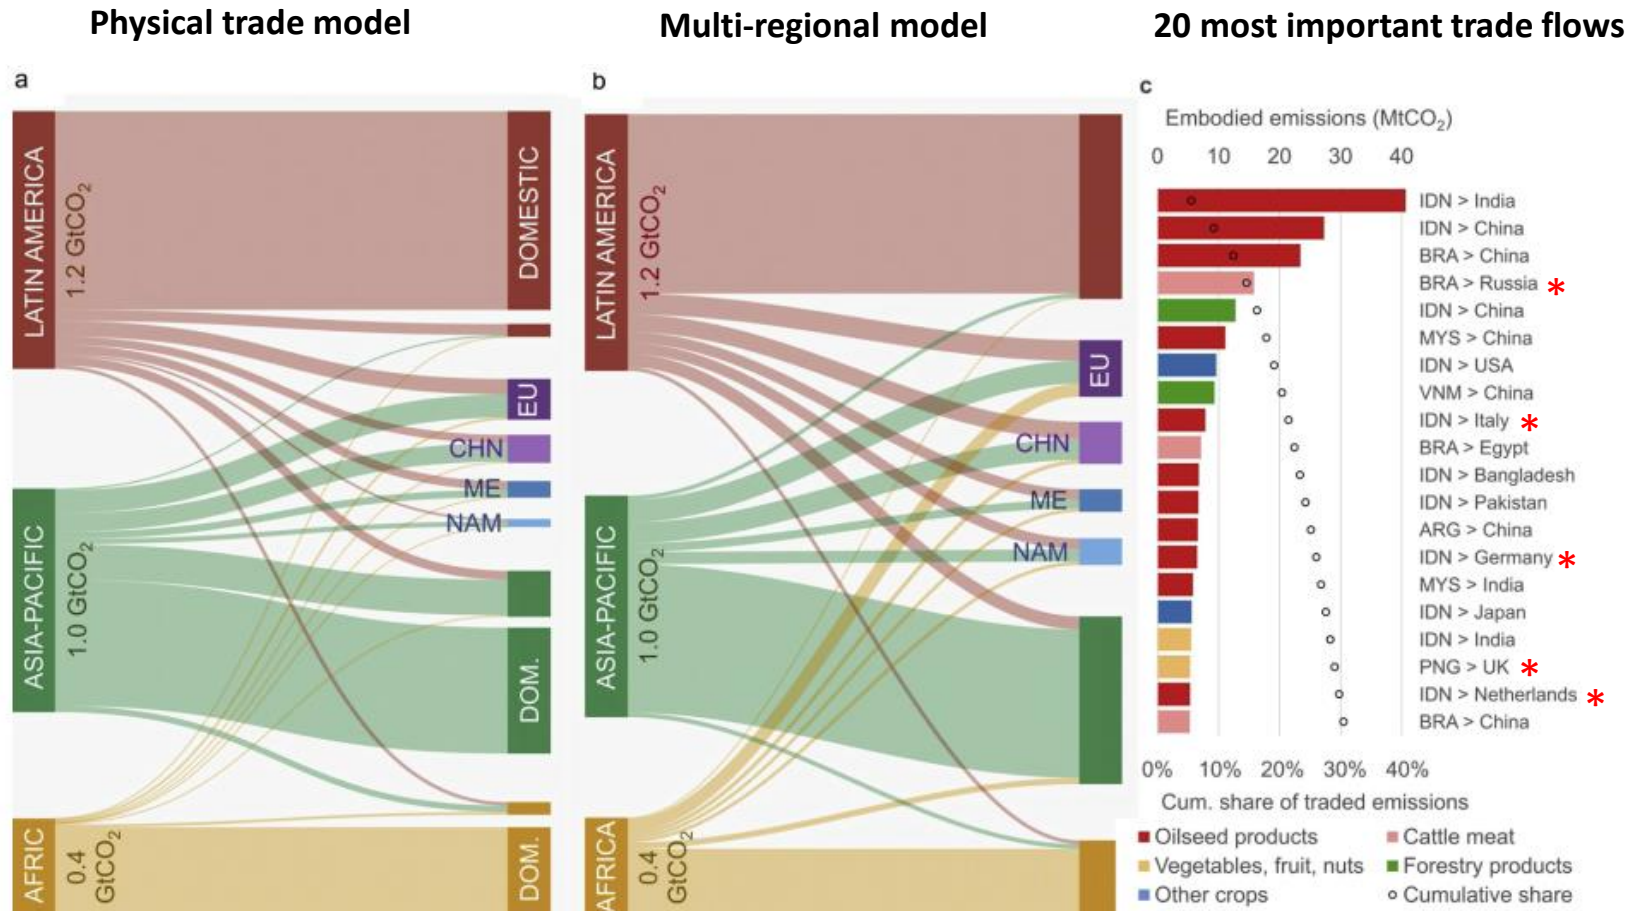 Physical trade model
Multi-regional model
20 most important trade flows
a
LATIN AMERICA
1.2 GtCO2
DOMESTIC
EU
CHN
ME
NAM
ASIA-PACIFIC
1.0 GtCO2
DOM.
AFRIC
0.4
GtCO2
DOM.
b
LATIN AMERICA
1.2 GtCO2
EU
CHN
ME
NAM
ASIA-PACIFIC
1.0 GtCO2
AFRICA
0.4
GtCO2
c
Embodied emissions (MtCO2)
0 10 20 30 40
IDN > India
IDN > China
BRA > China
BRA > Russia *
IDN > China
MYS > China
IDN > USA
VNM > China
IDN > Italy *
BRA > Egypt
IDN > Bangladesh
IDN > Pakistan
ARG > China
IDN > Germany *
MYS > India
IDN > Japan
IDN > India
PNG > UK *
IDN > Netherlands *
BRA > China
0% 10% 20% 30% 40%
Cum. share of traded emissions
Oilseed products
Cattle meat
Vegetables, fruit, nuts
Forestry products
Other crops
Cumulative share